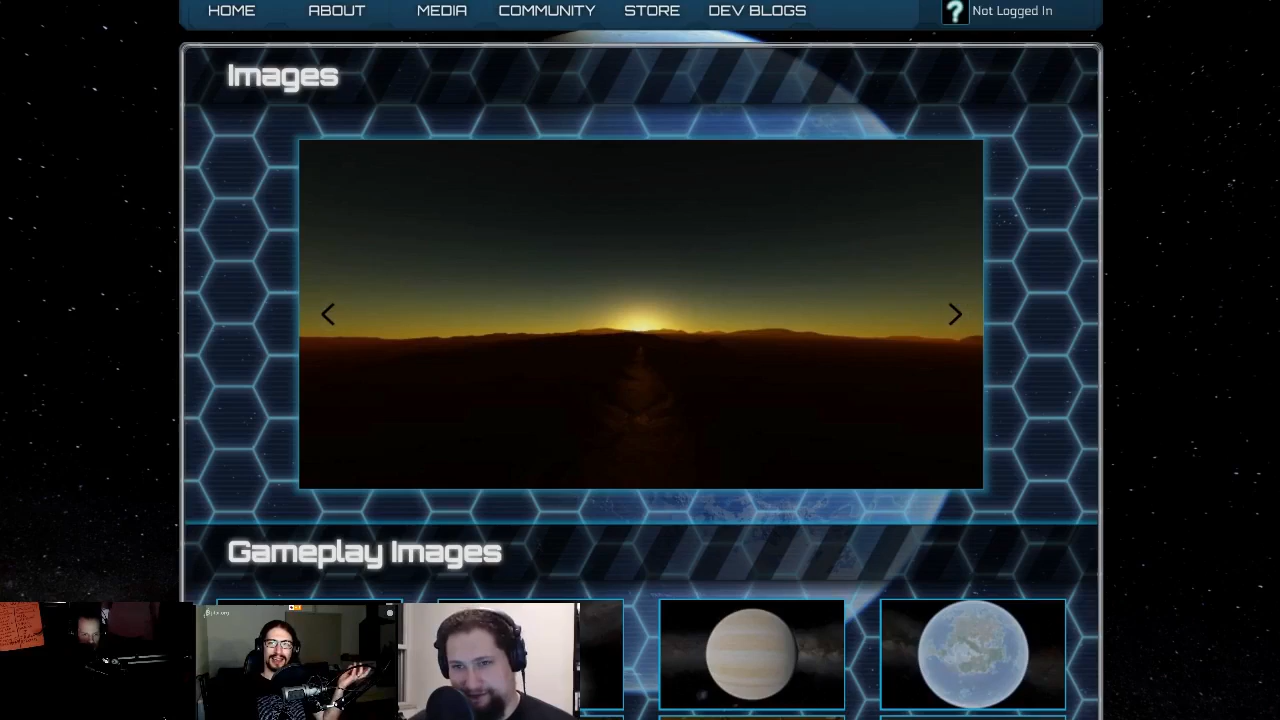 HOME ABOUT MEDIA COMMUNITY STORE DEV BLOGS Not Logged In
Images
Gameplay Images